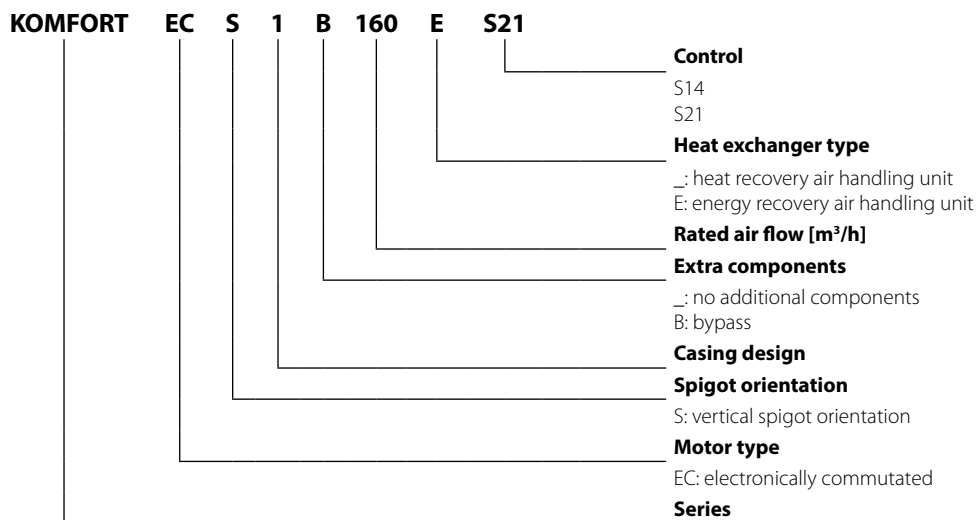 KOMFORT EC S 1 B 160 E S21
Control
S14
S21
Heat exchanger type
_: heat recovery air handling unit
E: energy recovery air handling unit
Rated air flow [m³/h]
Extra components
_: no additional components
B: bypass
Casing design
Spigot orientation
S: vertical spigot orientation
Motor type
EC: electronically commutated
Series